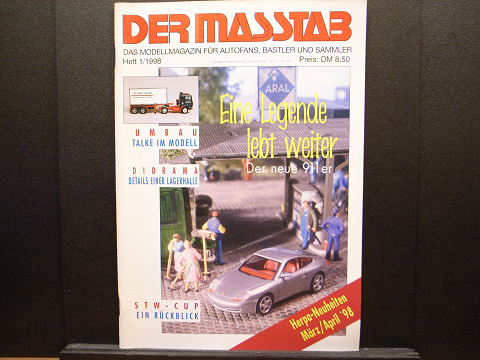 DER MASSTAB
DAS MODELLMAGAZIN FÜR AUTOFANS, BASTLER UND SAMMLER
Heft 1/1998
Preis: DM 8,50
ARAL
Eine Legende
lebt weiter
Der neue 911er
UMBAU
TALKE IM MODELL
DIORAMA
DETAILS EINER LAGERHALLE
STW-CUP
EIN RÜCKBLICK
Herpa-Neuheiten
März/April '98